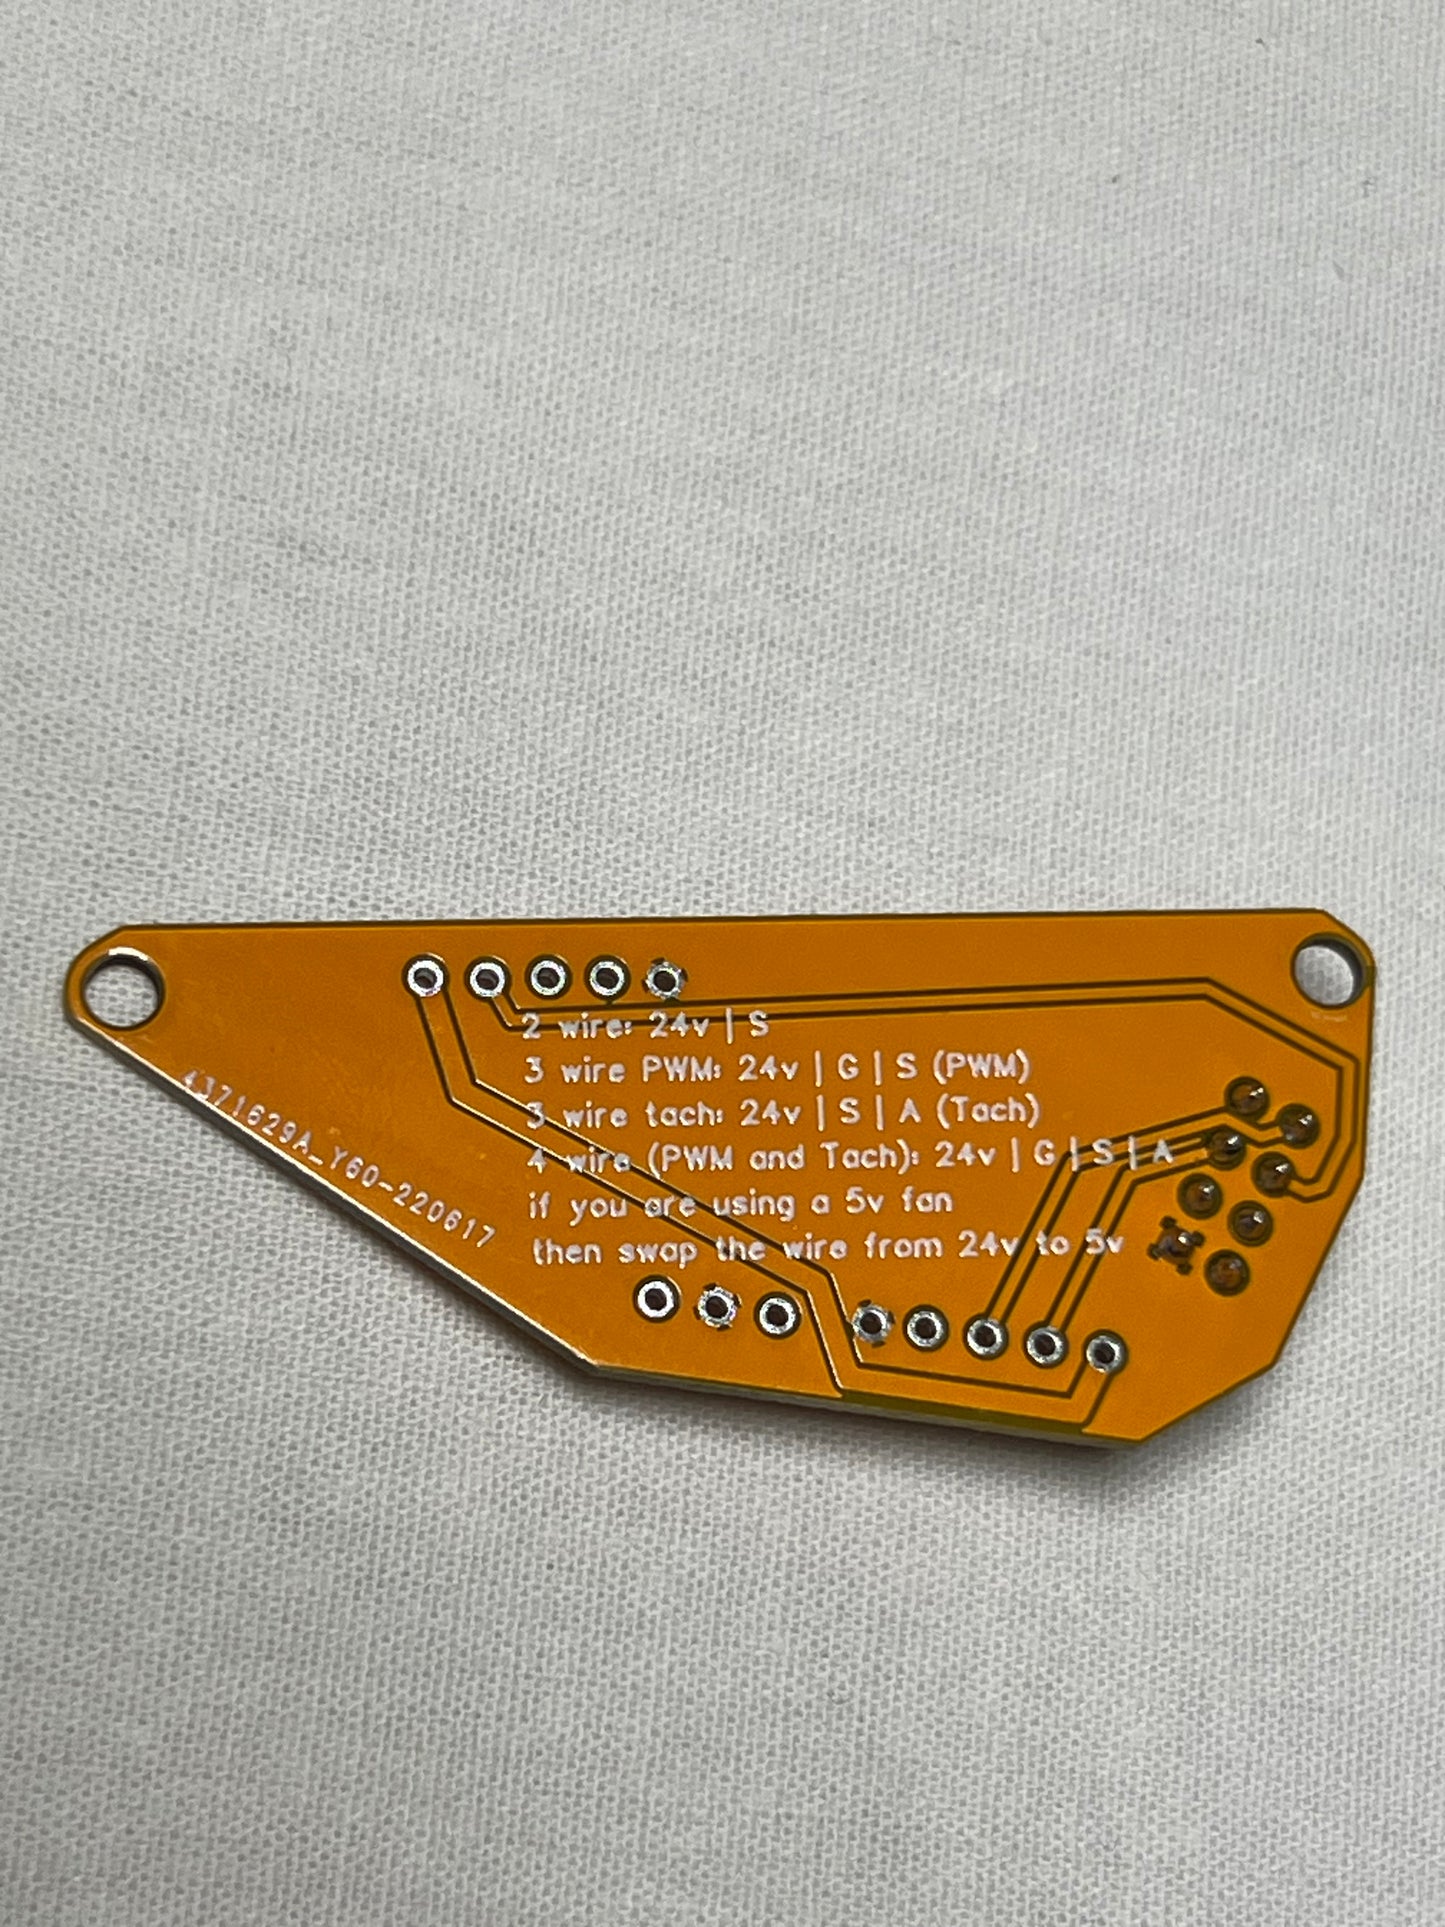 2 wire: 24v | S
3 wire PWM: 24v | G | S (PWM)
3 wire tach: 24v | S | A (Tach)
4 wire (PWM and Tach): 24v | G | S | A
if you are using a 5v fan
then swap the wire from 24v to 5v
4371629A_Y60-220617